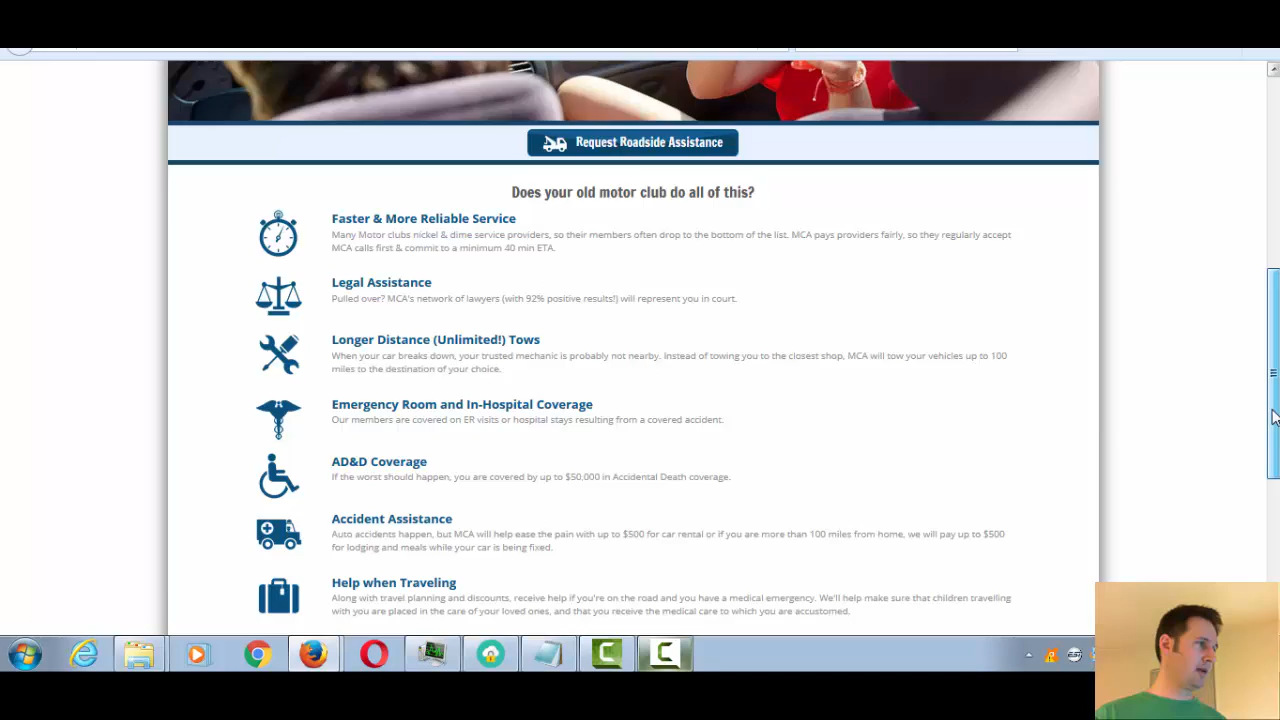 Request Roadside Assistance
Does your old motor club do all of this?
Faster & More Reliable Service
Many Motor clubs nickel & dime service providers, so their members often drop to the bottom of the list. MCA pays providers fairly, so they regularly accept
MCA calls first & commit to a minimum 40 min ETA.
Legal Assistance
Pulled over? MCA's network of lawyers (with 92% positive results!) will represent you in court.
Longer Distance (Unlimited!) Tows
When your car breaks down, your trusted mechanic is probably not nearby. Instead of towing you to the closest shop, MCA will tow your vehicles up to 100
miles to the destination of your choice.
Emergency Room and In-Hospital Coverage
Our members are covered on ER visits or hospital stays resulting from a covered accident.
AD&D Coverage
If the worst should happen, you are covered by up to $50,000 in Accidental Death coverage.
Accident Assistance
Auto accidents happen, but MCA will help ease the pain with up to $500 for car rental or if you are more than 100 miles from home, we will pay up to $500
for lodging and meals while your car is being fixed.
Help when Traveling
Along with travel planning and discounts, receive help if you're on the road and you have a medical emergency. We'll help make sure that children travelling
with you are placed in the care of your loved ones, and that you receive the medical care to which you are accustomed.